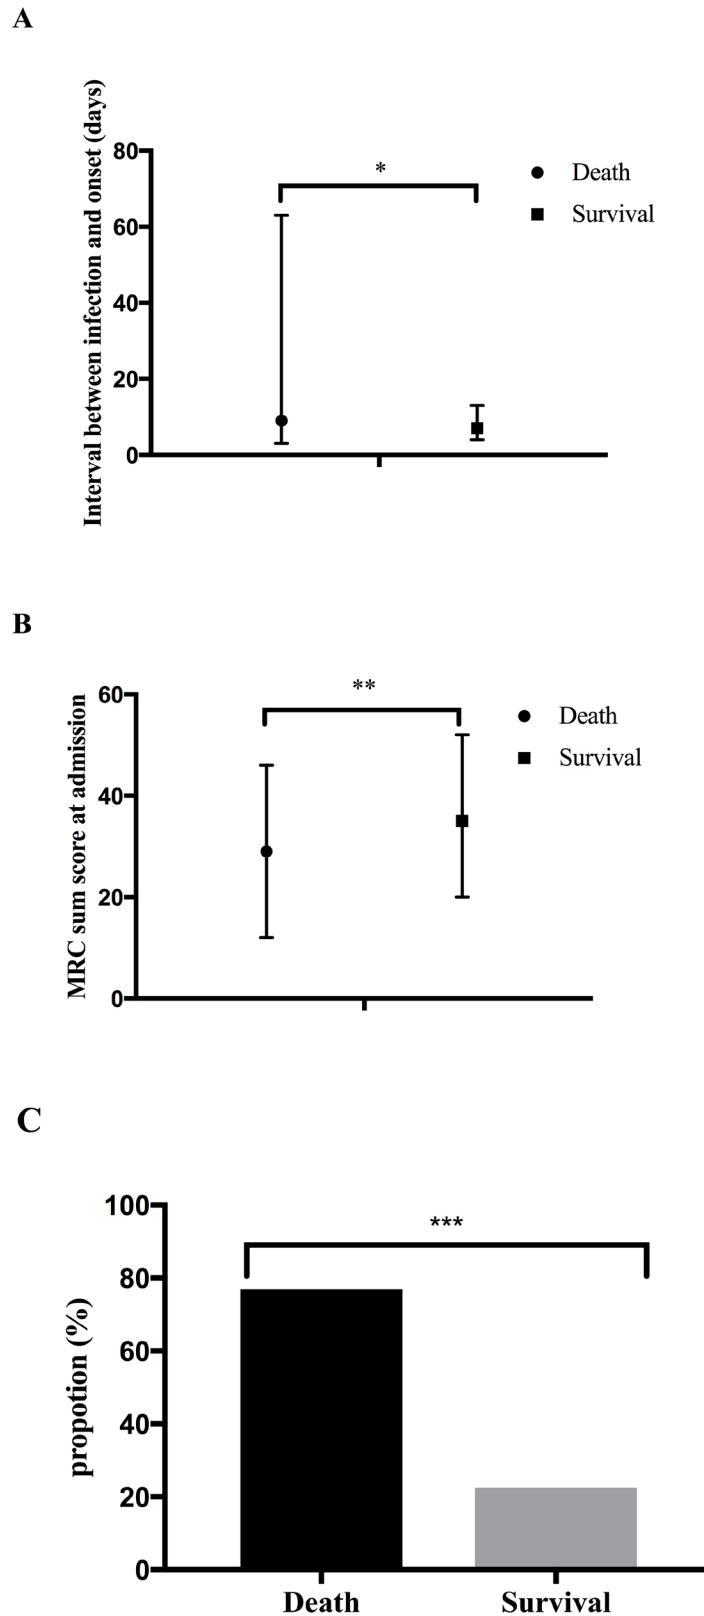 A
Interval between infection and onset (days)
80
60
40
20
0
*
Death
Survival
B
MRC sum score at admission
60
40
20
0
**
Death
Survival
C
propotion (%)
100
80
60
40
20
0
***
Death
Survival